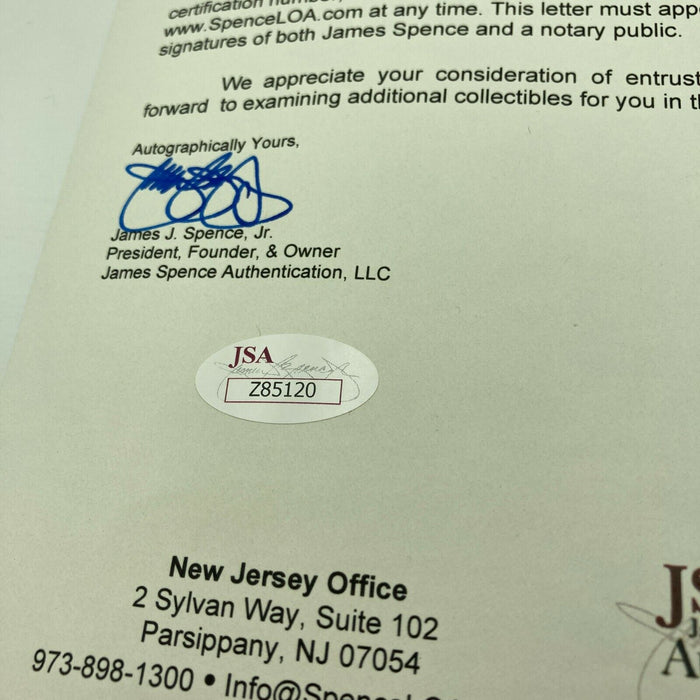 certification
www.SpenceLOA.com at any time. This letter must app
signatures of both James Spence and a notary public.
We appreciate your consideration of entrust
forward to examining additional collectibles for you in
Autographically Yours,
James J. Spence, Jr.
President, Founder, & Owner
James Spence Authentication, LLC
JSA
Z85120
New Jersey Office
2 Sylvan Way, Suite 102
Parsippany, NJ 07054
973-898-1300 •
JS